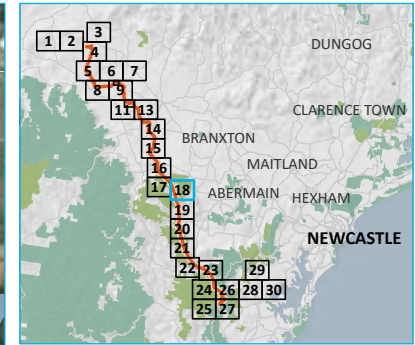 3
1 2
DUNGOG
4
5 6 7
8 9
CLARENCE TOWN
11 13
14
BRANXTON
15
MAITLAND
16
17 18
ABERMAIN
HEXHAM
19
20
NEWCASTLE
21
22 23
29
24 26 28 30
25 27